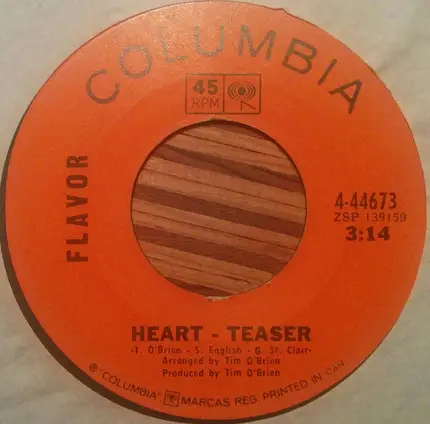 COLUMBIA
45
RPM
FLAVOR
4-44673
ZSP 139159
3:14
HEART - TEASER
-T. O'Brien - S. English - G. St. Clair-
Arranged by Tim O'Brien
Produced by Tim O'Brien
® "COLUMBIA" MARCAS REG. PRINTED IN CAN.